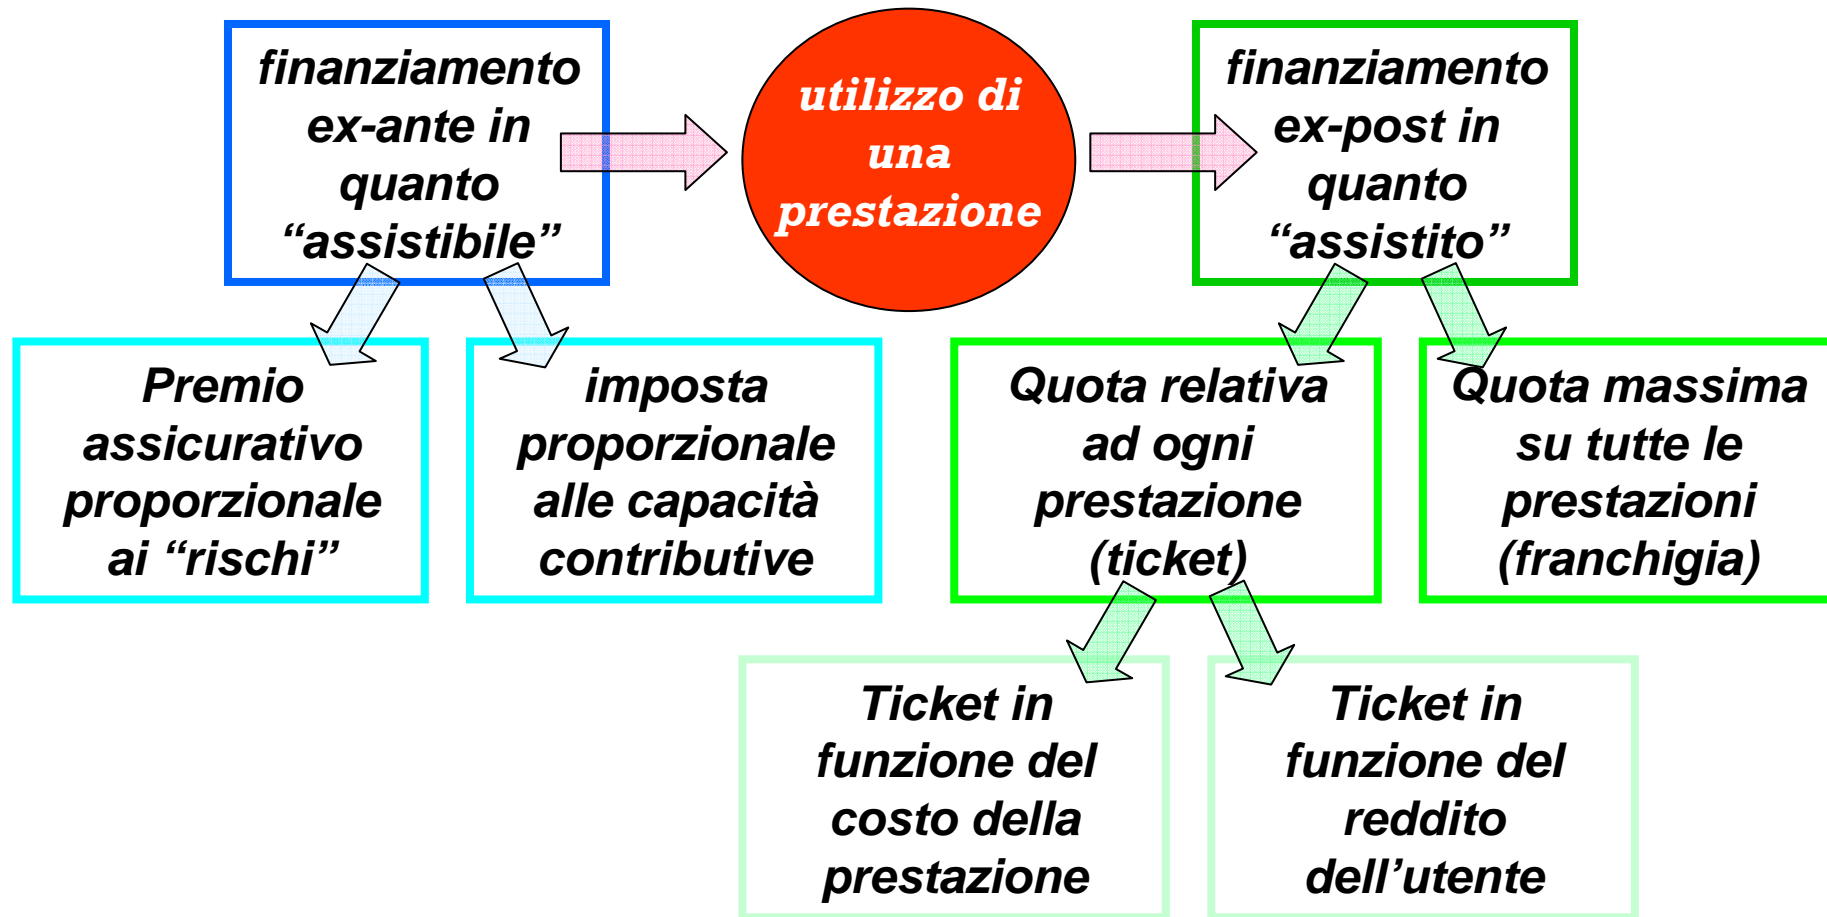 finanziamento
ex-ante in
quanto
“assistibile”
utilizzo di
una
prestazione
finanziamento
ex-post in
quanto
“assistito”
Premio
assicurativo
proporzionale
ai “rischi”
imposta
proporzionale
alle capacità
contributive
Quota relativa
ad ogni
prestazione
(ticket)
Quota massima
su tutte le
prestazioni
(franchigia)
Ticket in
funzione del
costo della
prestazione
Ticket in
funzione del
reddito
dell’utente